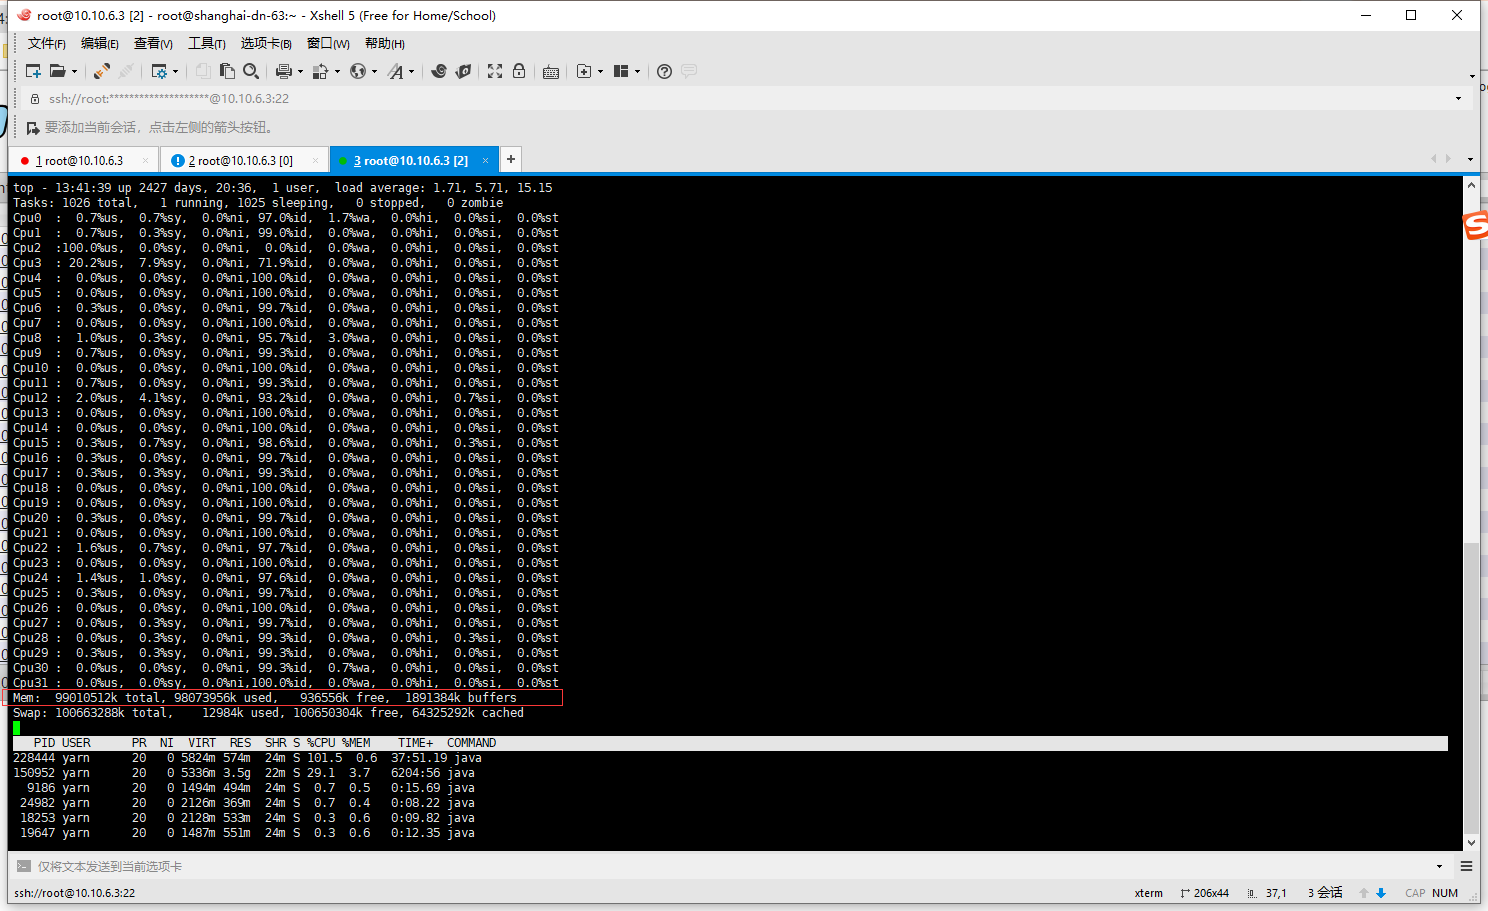 root@10.10.6.3 [2] - root@shanghai-dn-63:~ - Xshell 5 (Free for Home/School)
文件(F) 编辑(E) 查看(V) 工具(T) 选项卡(B) 窗口(W) 帮助(H)
ssh://root:********************@10.10.6.3:22
要添加当前会话，点击左侧的箭头按钮。
1 root@10.10.6.3 × 2 root@10.10.6.3 [0] × 3 root@10.10.6.3 [2] × +
top - 13:41:39 up 2427 days, 20:36,  1 user,  load average: 1.71, 5.71, 15.15
Tasks: 1026 total,   1 running, 1025 sleeping,   0 stopped,   0 zombie
Cpu0  :  0.7%us,  0.7%sy,  0.0%ni, 97.0%id,  1.7%wa,  0.0%hi,  0.0%si,  0.0%st
Cpu1  :  0.7%us,  0.3%sy,  0.0%ni, 99.0%id,  0.0%wa,  0.0%hi,  0.0%si,  0.0%st
Cpu2  :100.0%us,  0.0%sy,  0.0%ni,  0.0%id,  0.0%wa,  0.0%hi,  0.0%si,  0.0%st
Cpu3  : 20.2%us,  7.9%sy,  0.0%ni, 71.9%id,  0.0%wa,  0.0%hi,  0.0%si,  0.0%st
Cpu4  :  0.0%us,  0.0%sy,  0.0%ni,100.0%id,  0.0%wa,  0.0%hi,  0.0%si,  0.0%st
Cpu5  :  0.0%us,  0.0%sy,  0.0%ni,100.0%id,  0.0%wa,  0.0%hi,  0.0%si,  0.0%st
Cpu6  :  0.3%us,  0.0%sy,  0.0%ni, 99.7%id,  0.0%wa,  0.0%hi,  0.0%si,  0.0%st
Cpu7  :  0.0%us,  0.0%sy,  0.0%ni,100.0%id,  0.0%wa,  0.0%hi,  0.0%si,  0.0%st
Cpu8  :  1.0%us,  0.3%sy,  0.0%ni, 95.7%id,  3.0%wa,  0.0%hi,  0.0%si,  0.0%st
Cpu9  :  0.7%us,  0.0%sy,  0.0%ni, 99.3%id,  0.0%wa,  0.0%hi,  0.0%si,  0.0%st
Cpu10 :  0.0%us,  0.0%sy,  0.0%ni,100.0%id,  0.0%wa,  0.0%hi,  0.0%si,  0.0%st
Cpu11 :  0.7%us,  0.0%sy,  0.0%ni, 99.3%id,  0.0%wa,  0.0%hi,  0.0%si,  0.0%st
Cpu12 :  2.0%us,  4.1%sy,  0.0%ni, 93.2%id,  0.0%wa,  0.0%hi,  0.7%si,  0.0%st
Cpu13 :  0.0%us,  0.0%sy,  0.0%ni,100.0%id,  0.0%wa,  0.0%hi,  0.0%si,  0.0%st
Cpu14 :  0.0%us,  0.0%sy,  0.0%ni,100.0%id,  0.0%wa,  0.0%hi,  0.0%si,  0.0%st
Cpu15 :  0.3%us,  0.7%sy,  0.0%ni, 98.6%id,  0.0%wa,  0.0%hi,  0.3%si,  0.0%st
Cpu16 :  0.3%us,  0.0%sy,  0.0%ni, 99.7%id,  0.0%wa,  0.0%hi,  0.0%si,  0.0%st
Cpu17 :  0.3%us,  0.3%sy,  0.0%ni, 99.3%id,  0.0%wa,  0.0%hi,  0.0%si,  0.0%st
Cpu18 :  0.0%us,  0.0%sy,  0.0%ni,100.0%id,  0.0%wa,  0.0%hi,  0.0%si,  0.0%st
Cpu19 :  0.0%us,  0.0%sy,  0.0%ni,100.0%id,  0.0%wa,  0.0%hi,  0.0%si,  0.0%st
Cpu20 :  0.3%us,  0.0%sy,  0.0%ni, 99.7%id,  0.0%wa,  0.0%hi,  0.0%si,  0.0%st
Cpu21 :  0.0%us,  0.0%sy,  0.0%ni,100.0%id,  0.0%wa,  0.0%hi,  0.0%si,  0.0%st
Cpu22 :  1.6%us,  0.7%sy,  0.0%ni, 97.7%id,  0.0%wa,  0.0%hi,  0.0%si,  0.0%st
Cpu23 :  0.0%us,  0.0%sy,  0.0%ni,100.0%id,  0.0%wa,  0.0%hi,  0.0%si,  0.0%st
Cpu24 :  1.4%us,  1.0%sy,  0.0%ni, 97.6%id,  0.0%wa,  0.0%hi,  0.0%si,  0.0%st
Cpu25 :  0.3%us,  0.0%sy,  0.0%ni, 99.7%id,  0.0%wa,  0.0%hi,  0.0%si,  0.0%st
Cpu26 :  0.0%us,  0.0%sy,  0.0%ni,100.0%id,  0.0%wa,  0.0%hi,  0.0%si,  0.0%st
Cpu27 :  0.0%us,  0.3%sy,  0.0%ni, 99.7%id,  0.0%wa,  0.0%hi,  0.0%si,  0.0%st
Cpu28 :  0.0%us,  0.3%sy,  0.0%ni, 99.3%id,  0.0%wa,  0.0%hi,  0.3%si,  0.0%st
Cpu29 :  0.3%us,  0.3%sy,  0.0%ni, 99.3%id,  0.0%wa,  0.0%hi,  0.0%si,  0.0%st
Cpu30 :  0.0%us,  0.0%sy,  0.0%ni, 99.3%id,  0.7%wa,  0.0%hi,  0.0%si,  0.0%st
Cpu31 :  0.0%us,  0.0%sy,  0.0%ni,100.0%id,  0.0%wa,  0.0%hi,  0.0%si,  0.0%st
Mem:  99010512k total, 98073956k used,   936556k free,  1891384k buffers
Swap: 100663288k total,    12984k used, 100650304k free, 64325292k cached
PID USER      PR  NI  VIRT  RES  SHR S %CPU %MEM    TIME+  COMMAND
228444 yarn      20   0 5824m 574m  24m S 101.5  0.6  37:51.19 java
150952 yarn      20   0 5336m 3.5g  22m S 29.1  3.7   6204:56 java
9186 yarn      20   0 1494m 494m  24m S  0.7  0.5   0:15.69 java
24982 yarn      20   0 2126m 369m  24m S  0.7  0.4   0:08.22 java
18253 yarn      20   0 2128m 533m  24m S  0.3  0.6   0:09.82 java
19647 yarn      20   0 1487m 551m  24m S  0.3  0.6   0:12.35 java
仅将文本发送到当前选项卡
ssh://root@10.10.6.3:22 xterm 206x44 37,1 3 会话 CAP NUM